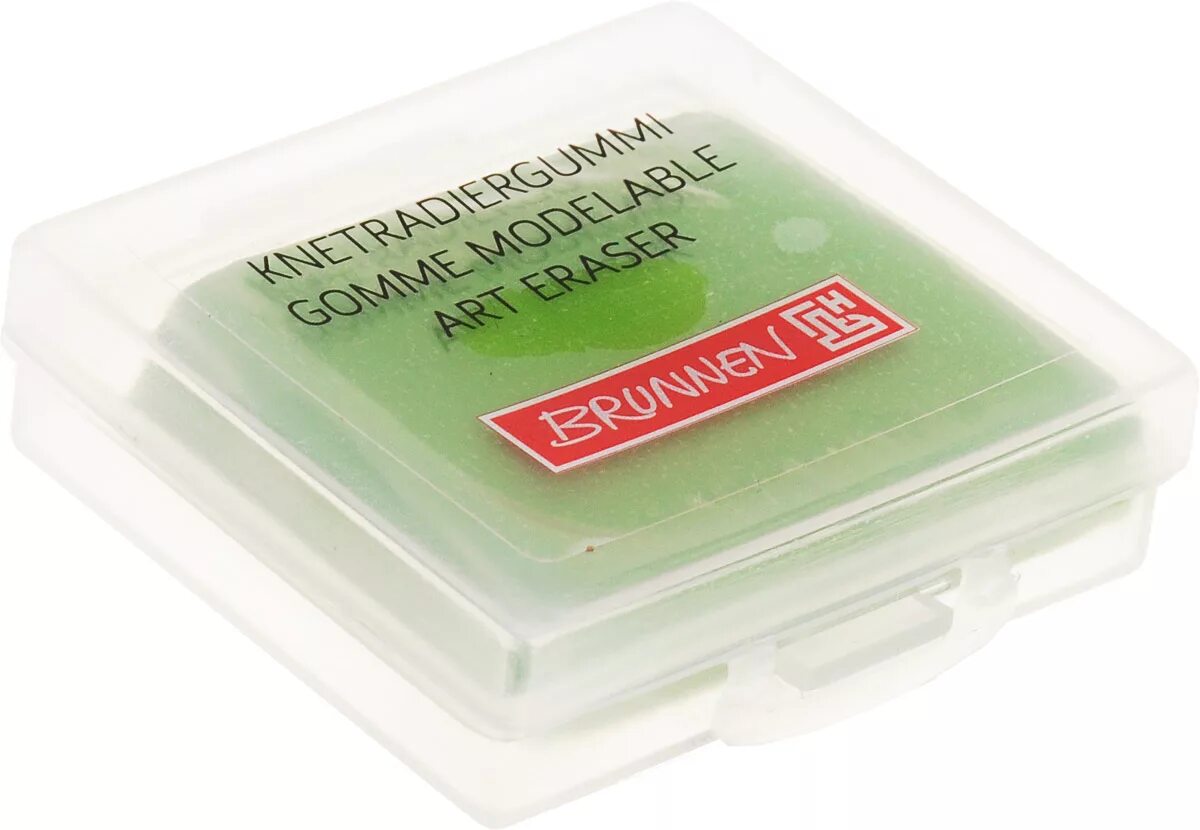 KNETRADIERGUMMI
GOMME MODELABLE
ART ERASER
BRUNNEN